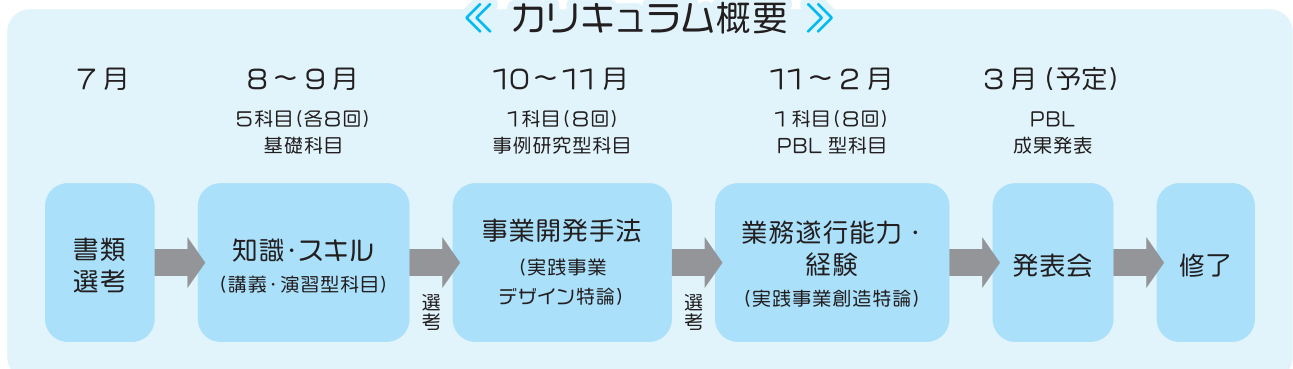 ≪ カリキュラム概要 ≫
7月
8～9月
10～11月
11～2月
3月(予定)
5科目(各8回)
基礎科目
1科目(8回)
事例研究型科目
1科目(8回)
PBL型科目
PBL
成果発表
書類
選考
知識・スキル
(講義・演習型科目)
選考
事業開発手法
(実践事業
デザイン特論)
選考
業務遂行能力・
経験
(実践事業創造特論)
発表会
修了